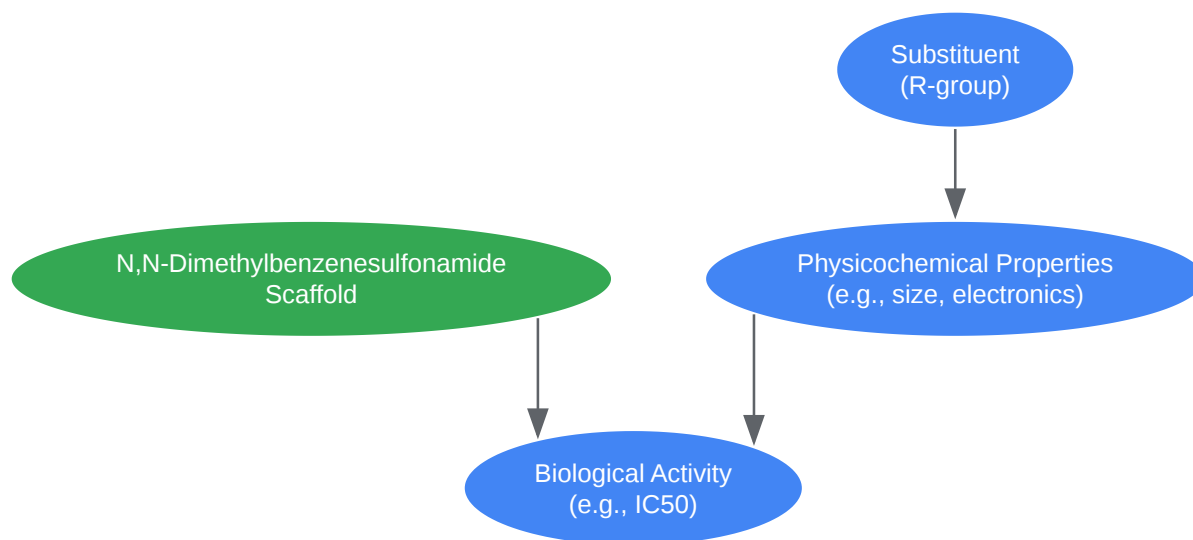 Substituent
(R-group)
N,N-Dimethylbenzenesulfonamide
Scaffold
Physicochemical Properties
(e.g., size, electronics)
Biological Activity
(e.g., IC50)